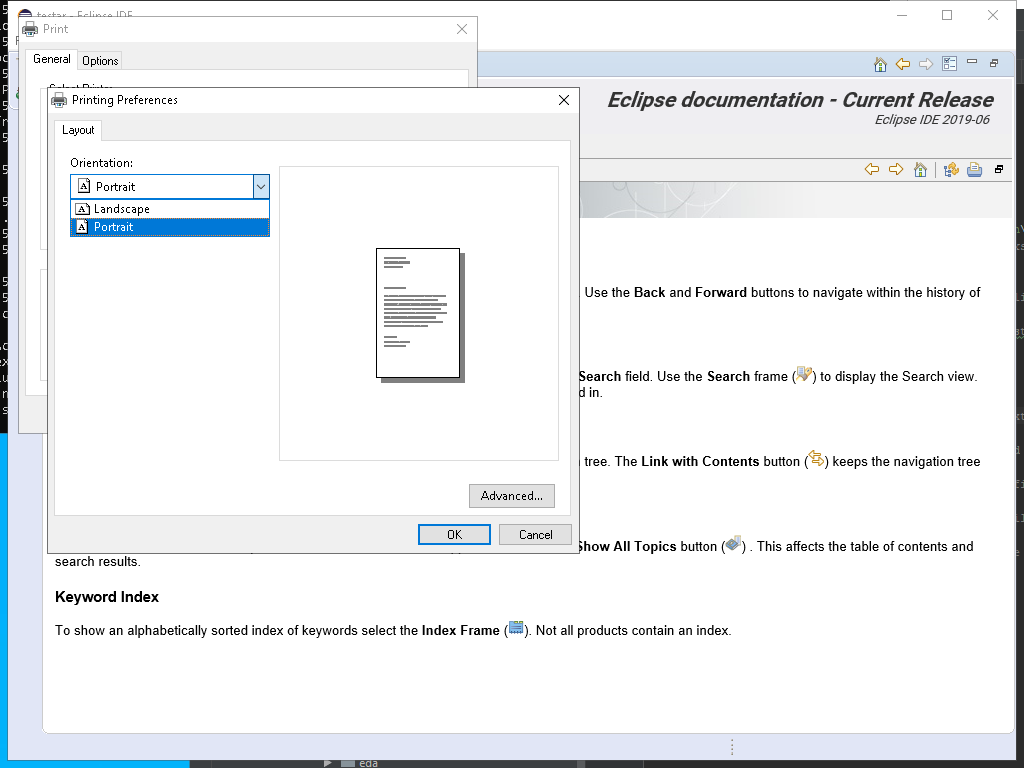 testar - Eclipse IDE
Print
General
Options
Printing Preferences
Layout
Eclipse documentation - Current Release
Eclipse IDE 2019-06
Orientation:
Portrait
Landscape
Portrait
. Use the Back and Forward buttons to navigate within the history of
Search field. Use the Search frame ( ) to display the Search view.
d in.
tree. The Link with Contents button ( ) keeps the navigation tree
Advanced...
OK
Cancel
Show All Topics button ( ) . This affects the table of contents and
search results.
Keyword Index
To show an alphabetically sorted index of keywords select the Index Frame ( ). Not all products contain an index.
eda